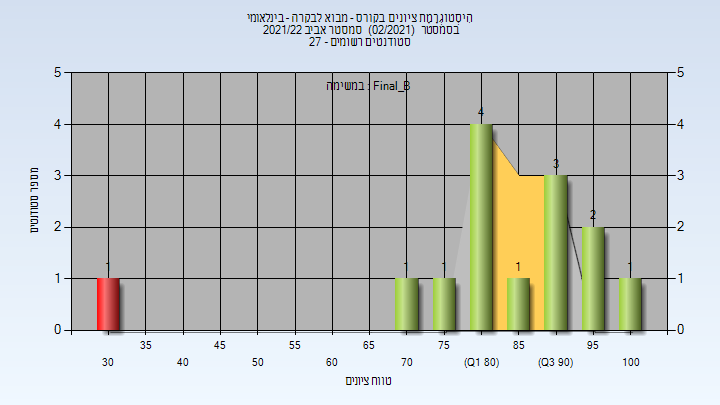 היסטוגרמת ציונים בקורס - מבוא לבקרה - בינלאומי
בסמסטר (02/2021) סמסטר אביב 2021/22
סטודנטים רשומים - 27
במשימה : Final_B
מספר סטודנטים
5 5
4 4
3 3
2 2
1 1
0 0
1 1 1 4 1 3 2 1
35 45 55 65 75 85 95
30 40 50 60 70 (Q1 80) (Q3 90) 100
טווח ציונים